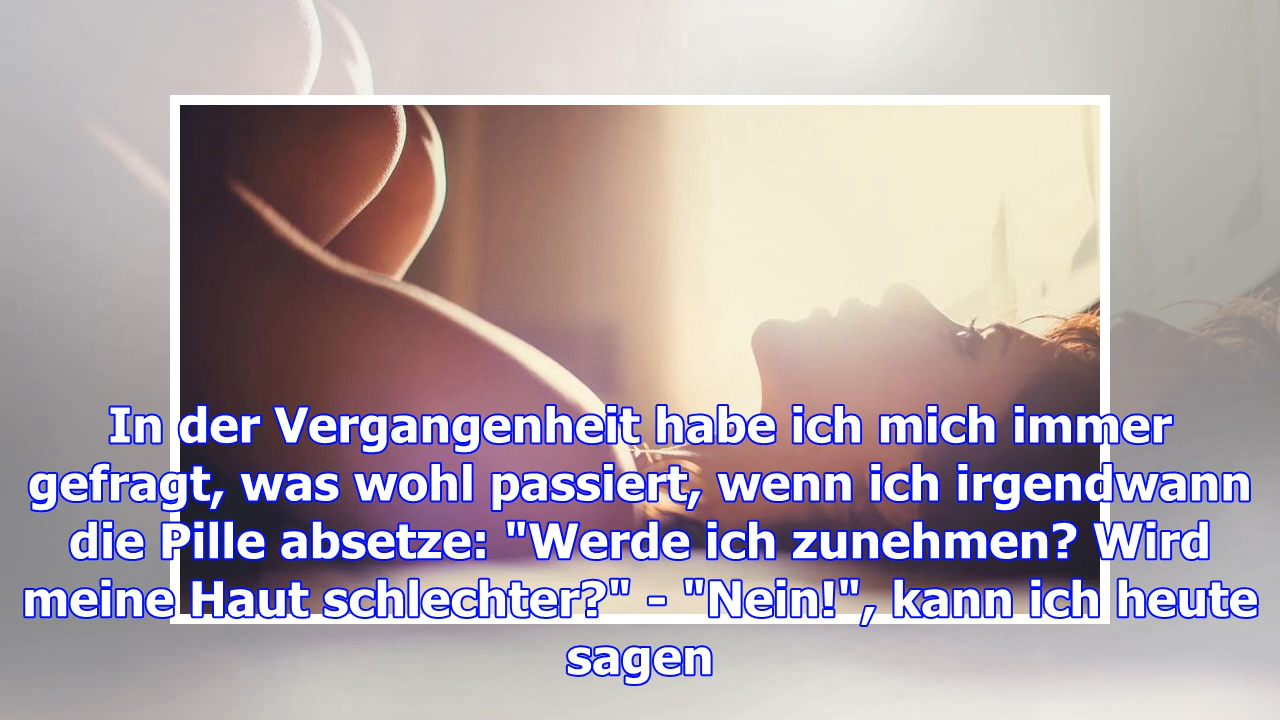 In der Vergangenheit habe ich mich immer
gefragt, was wohl passiert, wenn ich irgendwann
die Pille absetze: "Werde ich zunehmen? Wird
meine Haut schlechter?" - "Nein!", kann ich heute
sagen